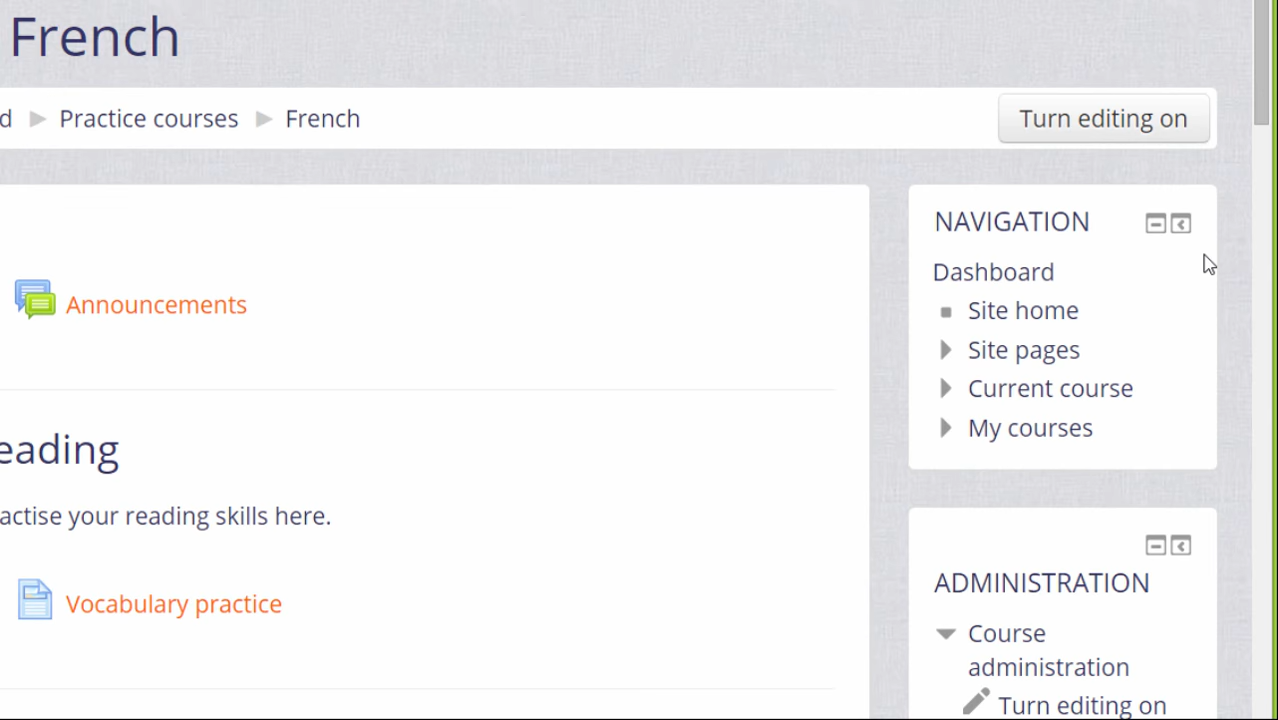 French
d ▶ Practice courses ▶ French
Turn editing on
Announcements
eading
actise your reading skills here.
Vocabulary practice
NAVIGATION
Dashboard
Site home
Site pages
Current course
My courses
ADMINISTRATION
Course
administration
Turn editing on